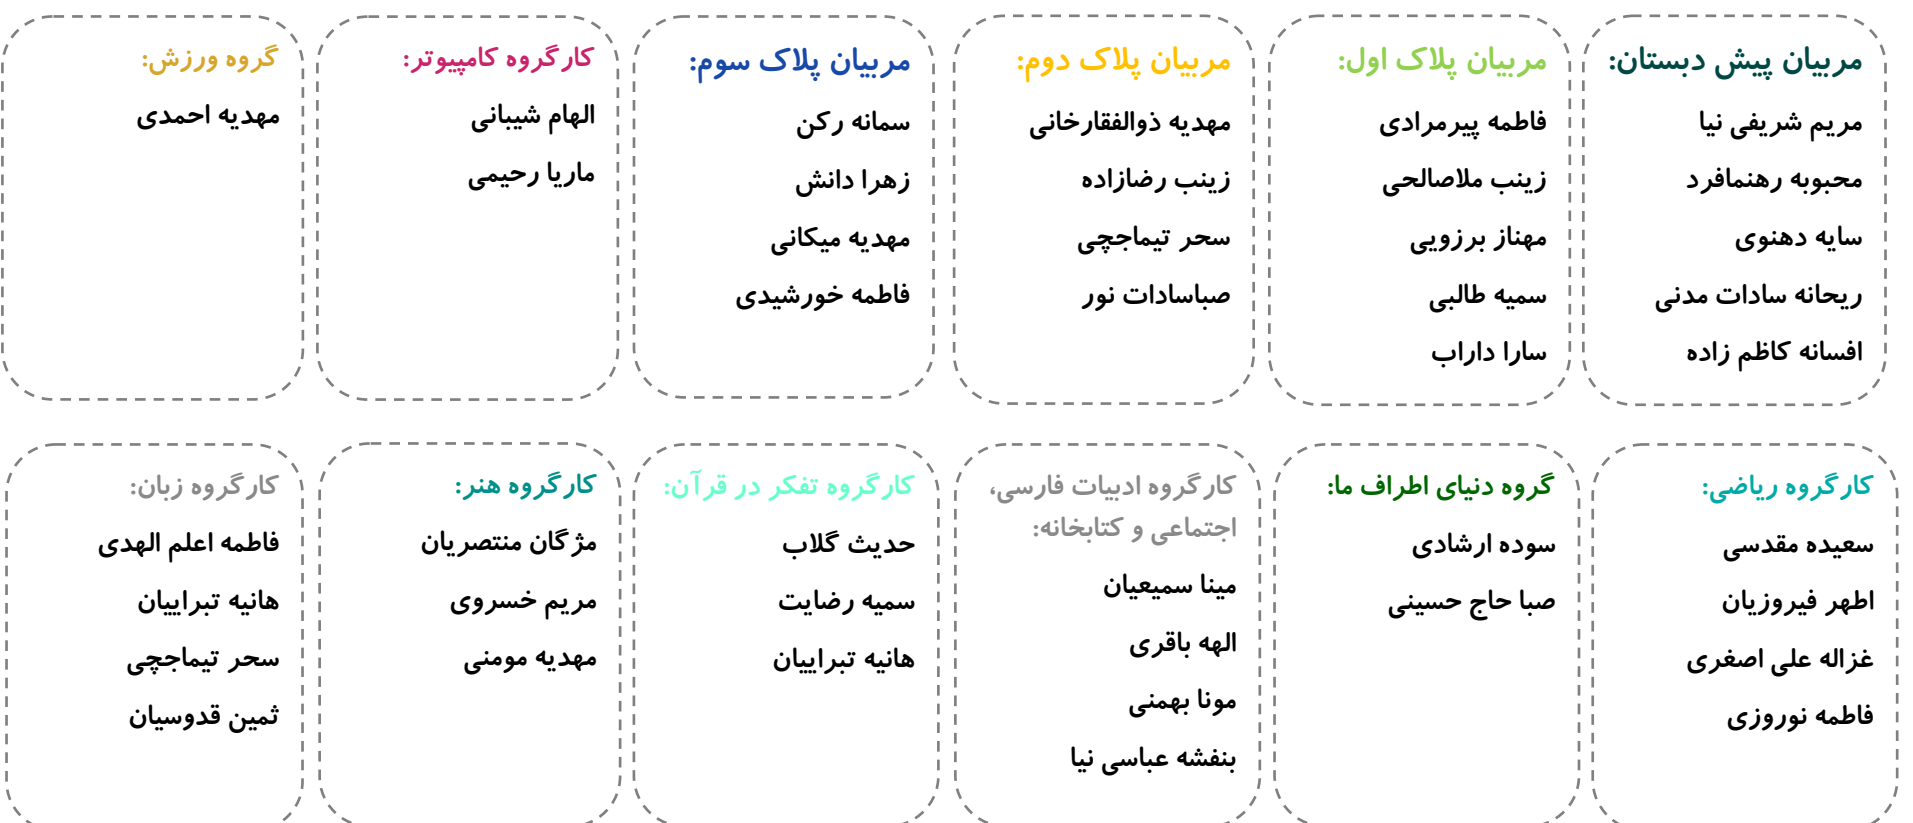 مربیان پیش دبستان:
مریم شریفی نیا
محبوبه رهنمافرد
سایه دهنوی
ریحانه سادات مدنی
افسانه کاظم زاده
مربیان پلاک اول:
فاطمه پیرمرادی
زینب ملاصالحی
مهناز برزویی
سمیه طالبی
سارا داراب
مربیان پلاک دوم:
مهدیه ذوالفقارخانی
زینب رضازاده
سحر تیماجچی
صباسادات نور
مربیان پلاک سوم:
سمانه رکن
زهرا دانش
مهدیه میکانی
فاطمه خورشیدی
کارگروه کامپیوتر:
الهام شیبانی
ماریا رحیمی
گروه ورزش:
مهدیه احمدی
کارگروه ریاضی:
سعیده مقدسی
اطهر فیروزیان
غزاله علی اصغری
فاطمه نوروزی
گروه دنیای اطراف ما:
سوده ارشادی
صبا حاج حسینی
کارگروه ادبیات فارسی،
اجتماعی و کتابخانه:
مینا سمیعیان
الهه باقری
مونا بهمنی
بنفشه عباسی نیا
کارگروه تفکر در قرآن:
حدیث گلاب
سمیه رضایت
هانیه تبراییان
کارگروه هنر:
مژگان منتصریان
مریم خسروی
مهدیه مومنی
کارگروه زبان:
فاطمه اعلم الهدی
هانیه تبراییان
سحر تیماجچی
ثمین قدوسیان